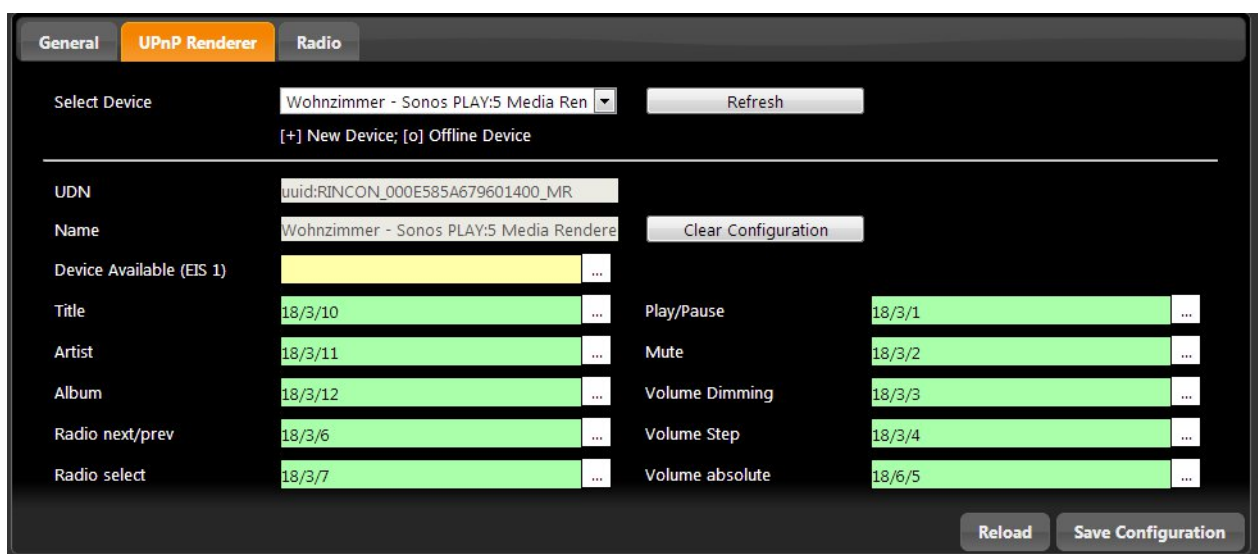 General UPnP Renderer Radio
Select Device Wohnzimmer - Sonos PLAY:5 Media Ren Refresh
[+] New Device; [o] Offline Device
UDN uuid:RINCON_000E585A679601400_MR
Name Wohnzimmer - Sonos PLAY:5 Media Rendere Clear Configuration
Device Available (EIS 1) ...
Title 18/3/10 ... Play/Pause 18/3/1 ...
Artist 18/3/11 ... Mute 18/3/2 ...
Album 18/3/12 ... Volume Dimming 18/3/3 ...
Radio next/prev 18/3/6 ... Volume Step 18/3/4 ...
Radio select 18/3/7 ... Volume absolute 18/6/5 ...
Reload Save Configuration